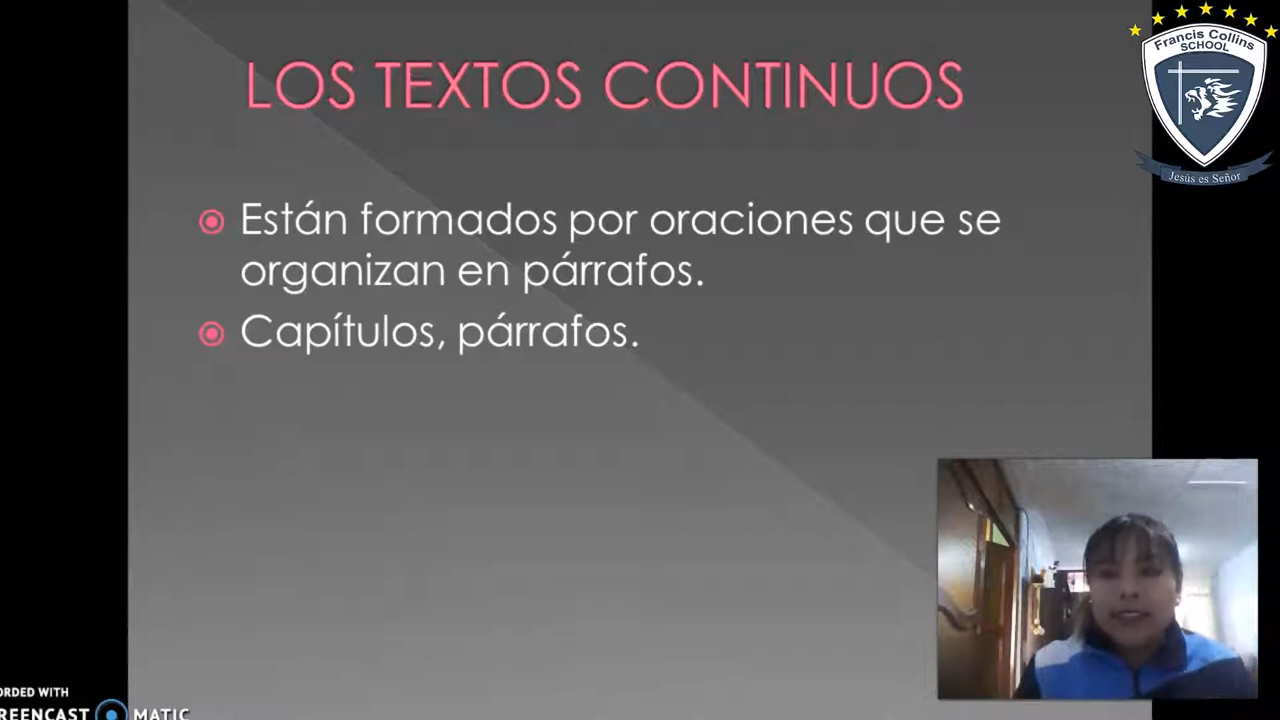 LOS TEXTOS CONTINUOS
Francis Collins
SCHOOL
Jesús es Señor
Están formados por oraciones que se
organizan en párrafos.
Capítulos, párrafos.
ORDED WITH
REENCAST MATIC